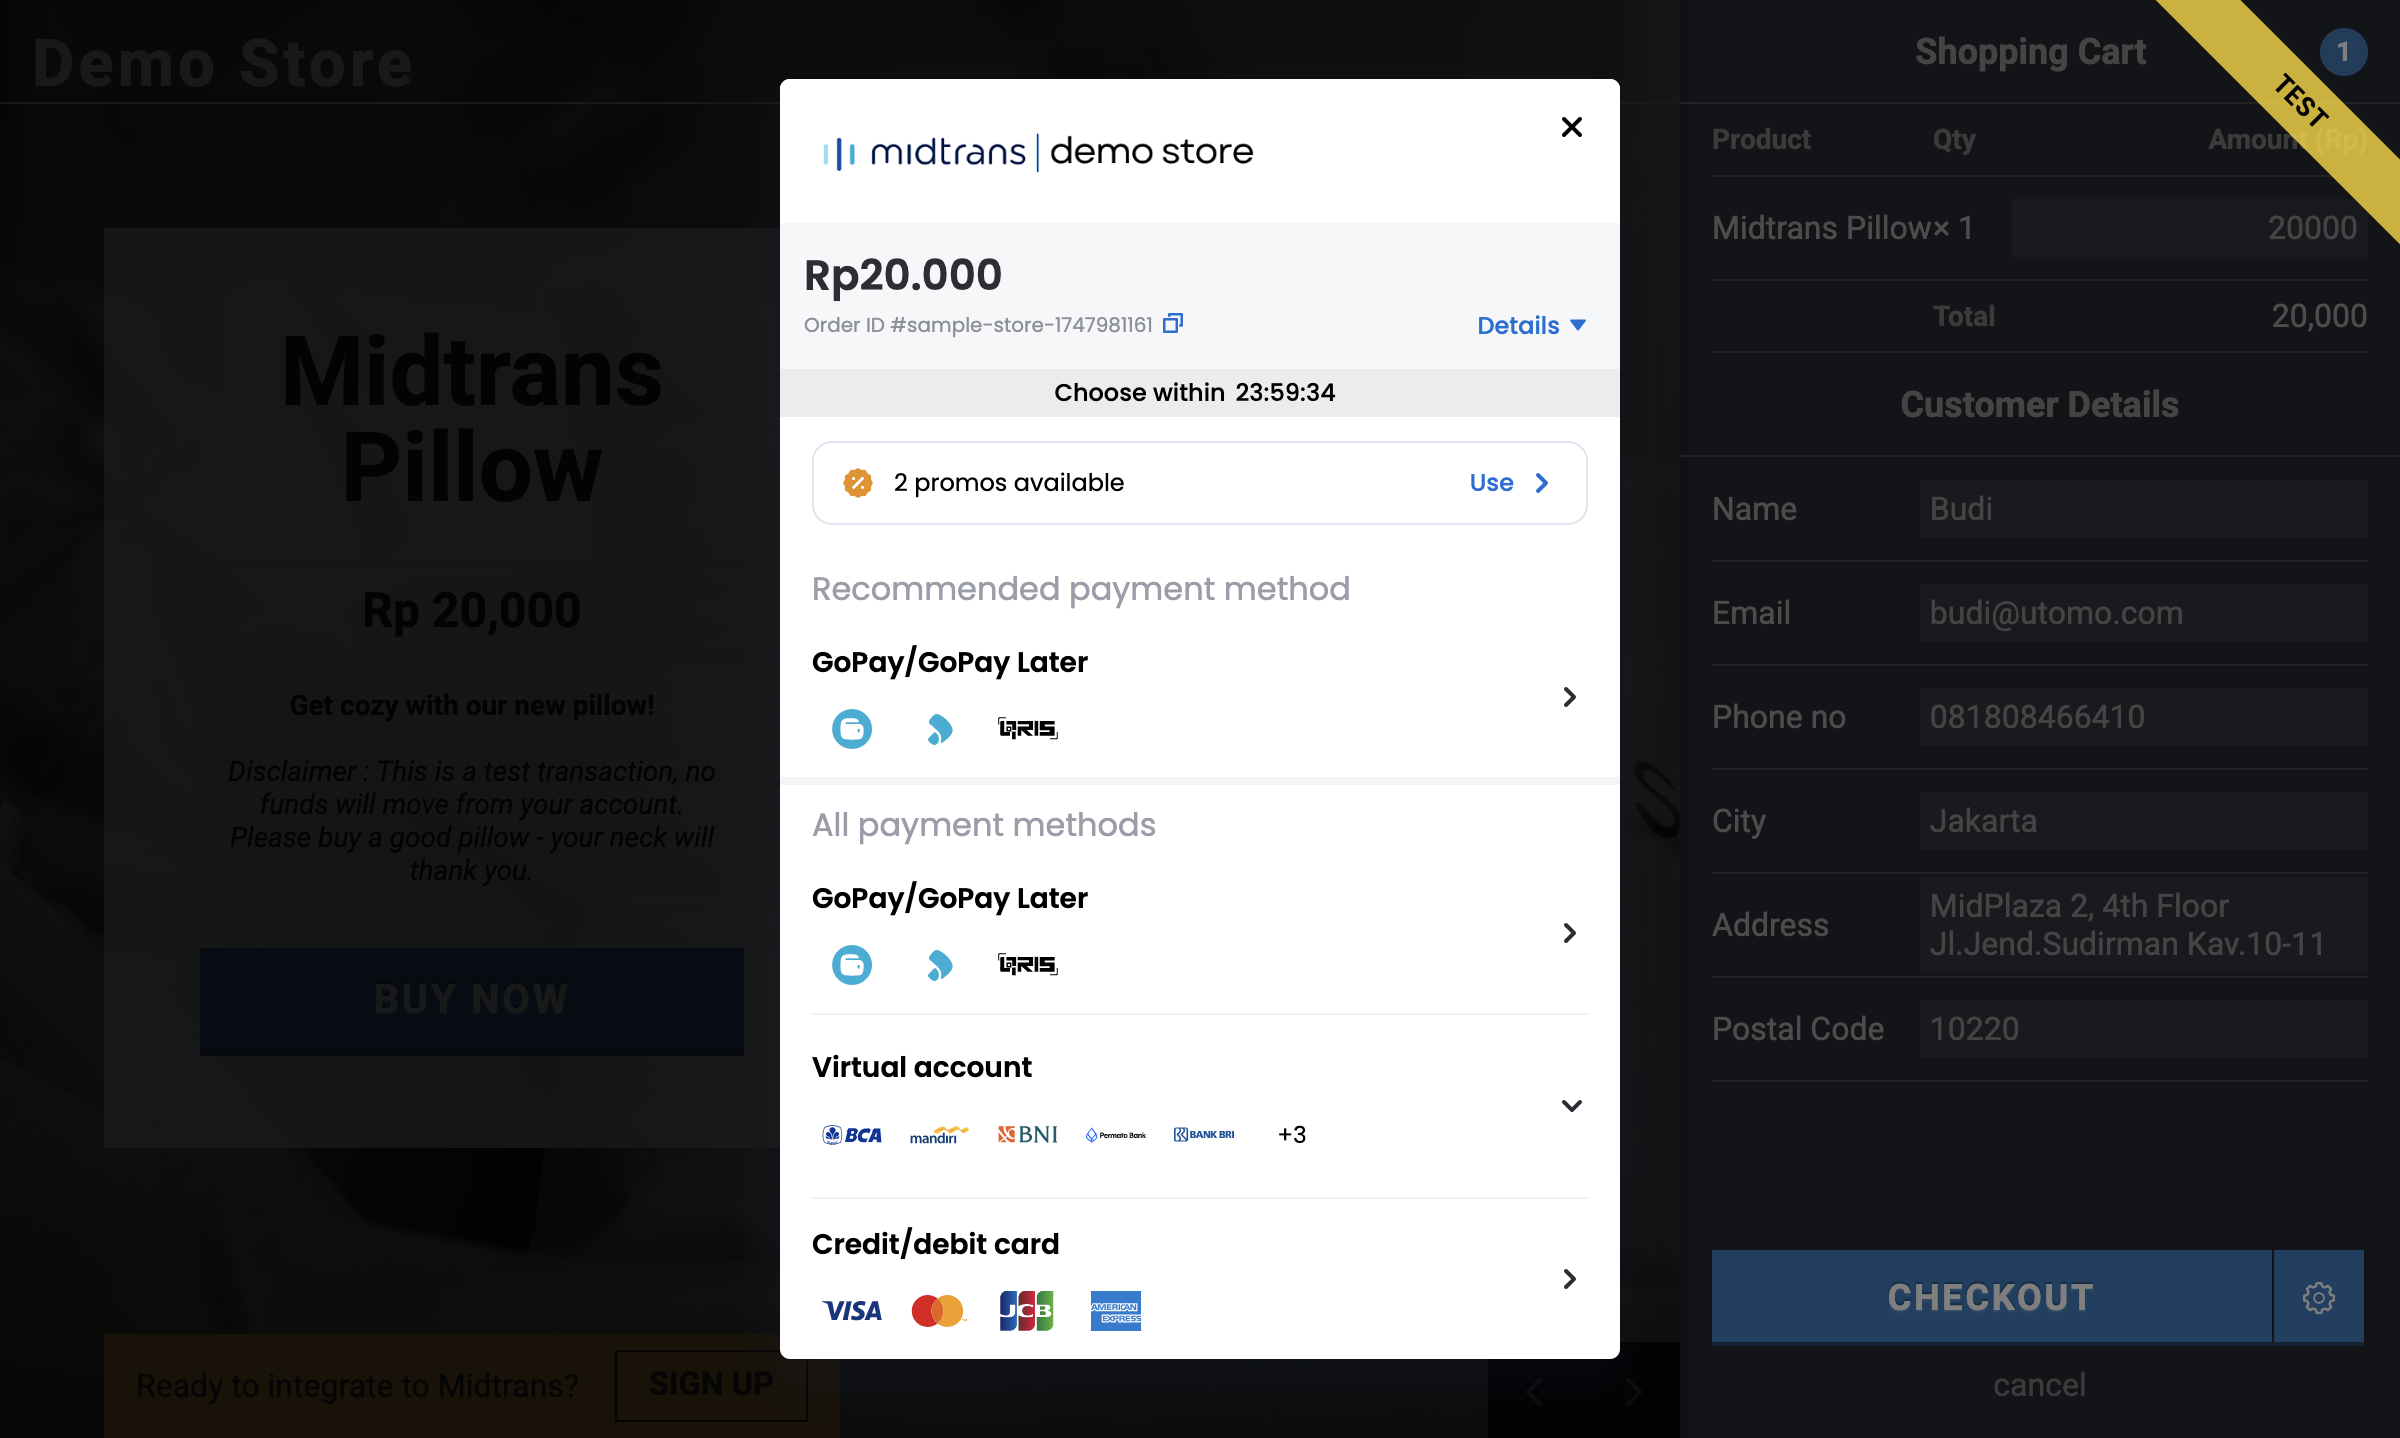 Demo Store
Midtrans
Pillow
Rp 20,000
Get cozy with our new pillow!
Disclaimer : This is a test transaction, no
funds will move from your account.
Please buy a good pillow - your neck will
thank you.
BUY NOW
Ready to integrate to Midtrans?
SIGN UP
midtrans
demo store
Rp20.000
Order ID #sample-store-1747981161
Details
Choose within 23:59:34
2 promos available
Use
Recommended payment method
GoPay/GoPay Later
QRIS
All payment methods
GoPay/GoPay Later
QRIS
Virtual account
BCA
mandiri
BNI
PermataBank
BANK BRI
+3
Credit/debit card
VISA
JCB
AMERICAN
EXPRESS
Shopping Cart
1
TEST
Product Qty Amount (Rp)
Midtrans Pillow × 1 20000
Total 20,000
Customer Details
Name Budi
Email budi@utomo.com
Phone no 081808466410
City Jakarta
Address MidPlaza 2, 4th Floor
Jl.Jend.Sudirman Kav.10-11
Postal Code 10220
CHECKOUT
cancel